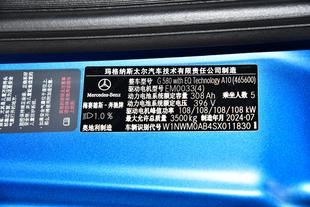 玛格纳斯太尔汽车技术有限责任公司制造
整车型号 G 580 with EQ Technology A10 (465600)
驱动电机型号 EM0033(4)
动力电池系统额定容量 308 Ah 乘坐人数 5
动力电池系统额定电压 396 V
驱动电机峰值功率 108/108/108/108 kW
最大允许总质量 3500 kg 制造年月 2024-07
车辆识别代号 W1NWM0AB4SX011830
Mercedes-Benz
梅赛德斯-奔驰牌
10%
奥地利制造